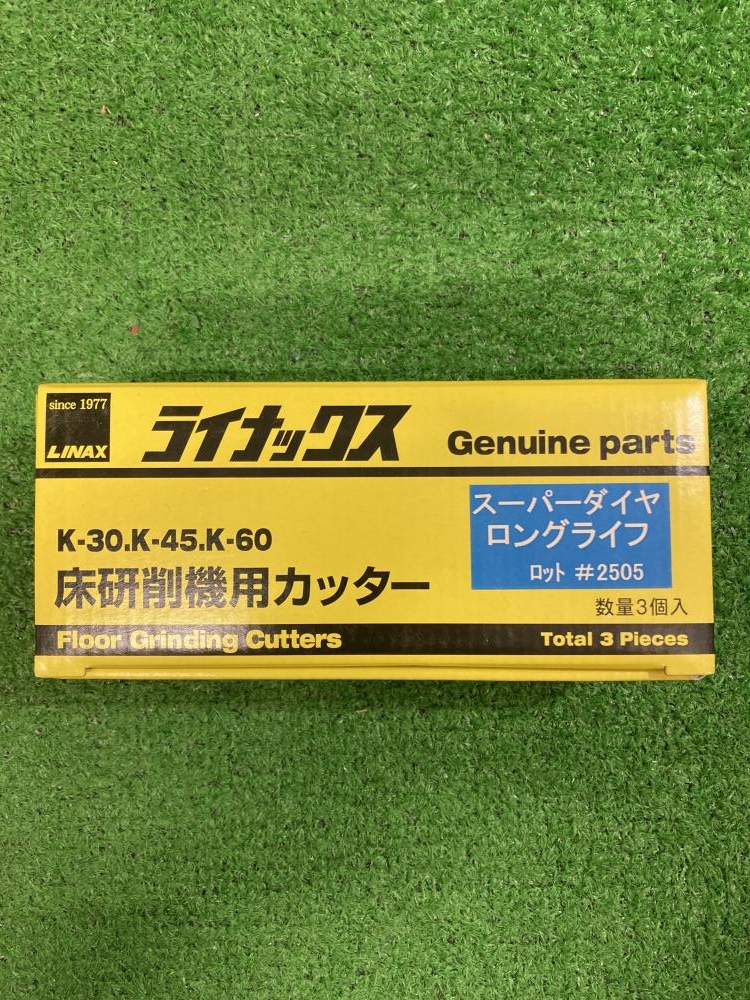 since 1977
LINAX
ライナックス
Genuine parts
K-30.K-45.K-60
床研削機用カッター
スーパーダイヤ
ロングライフ
ロット #2505
数量3個入
Floor Grinding Cutters
Total 3 Pieces